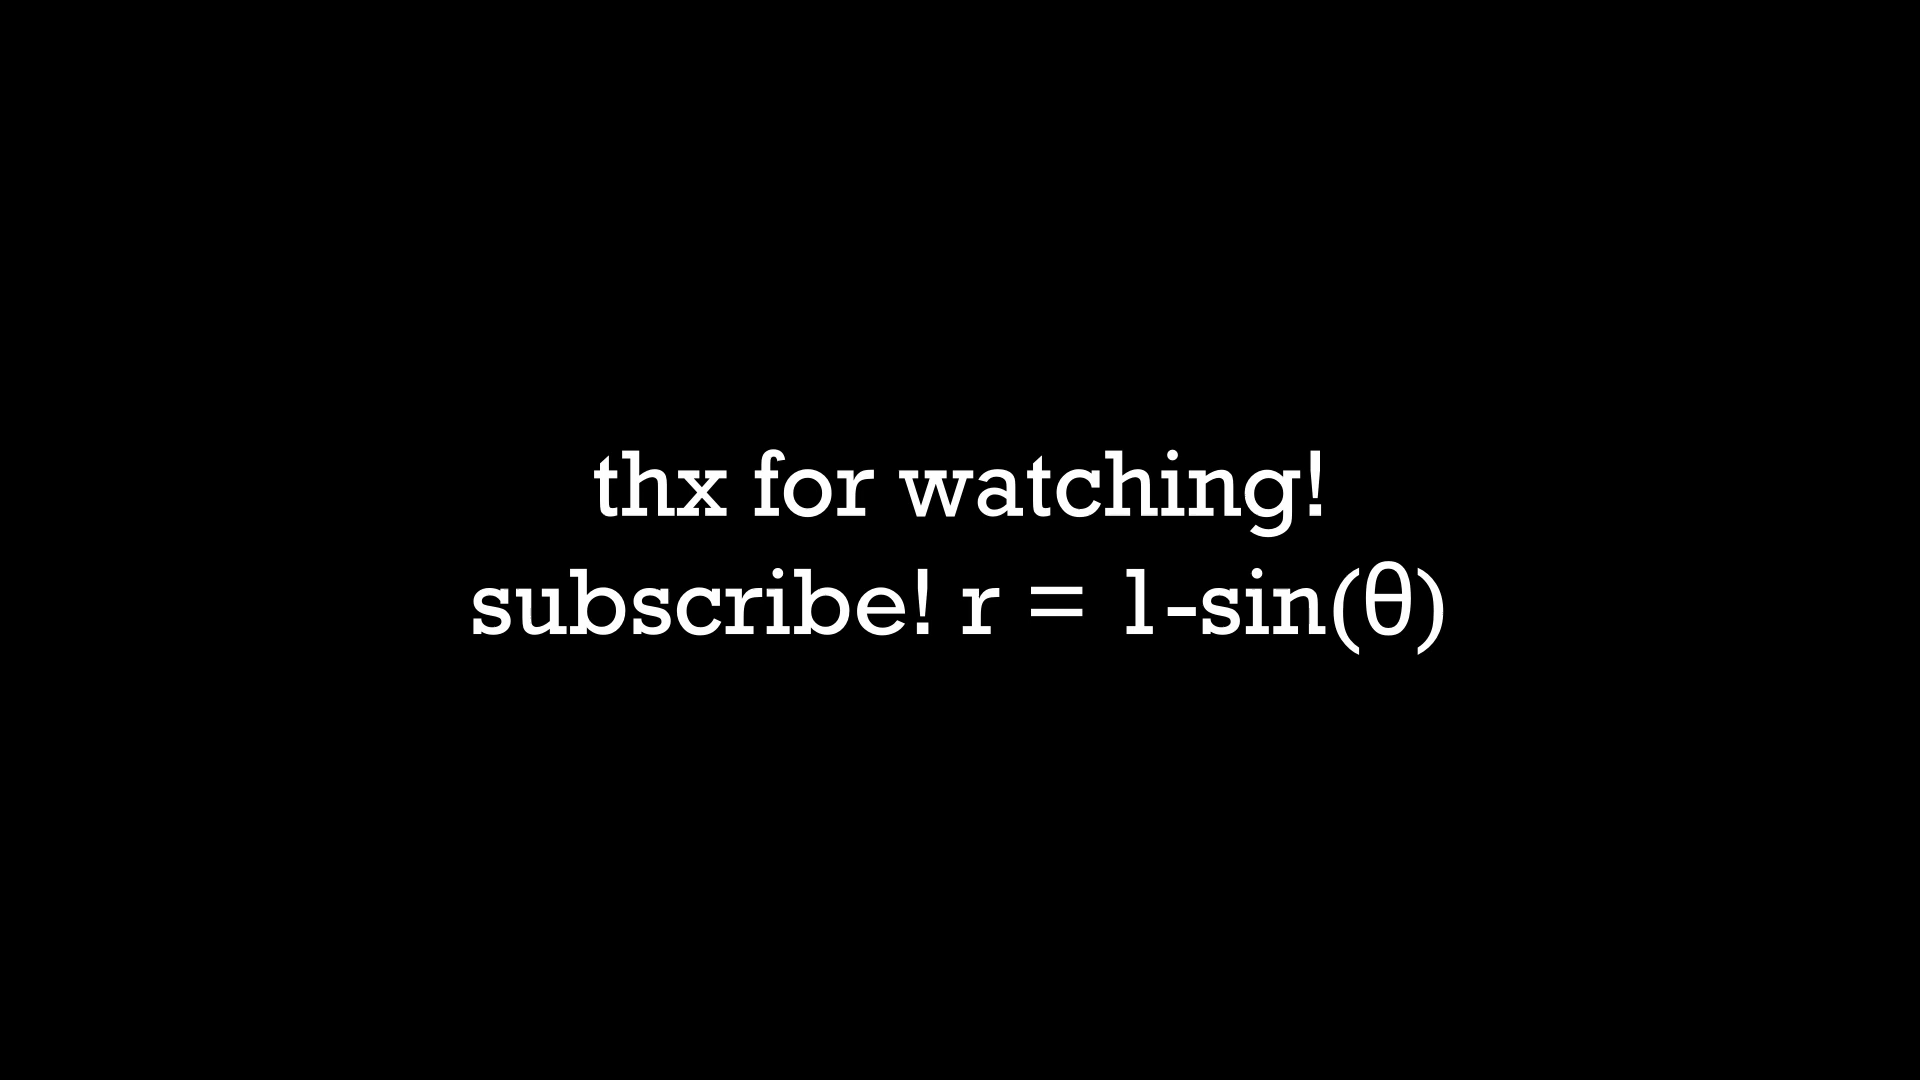 thx for watching!
subscribe! r = 1-sin(θ)